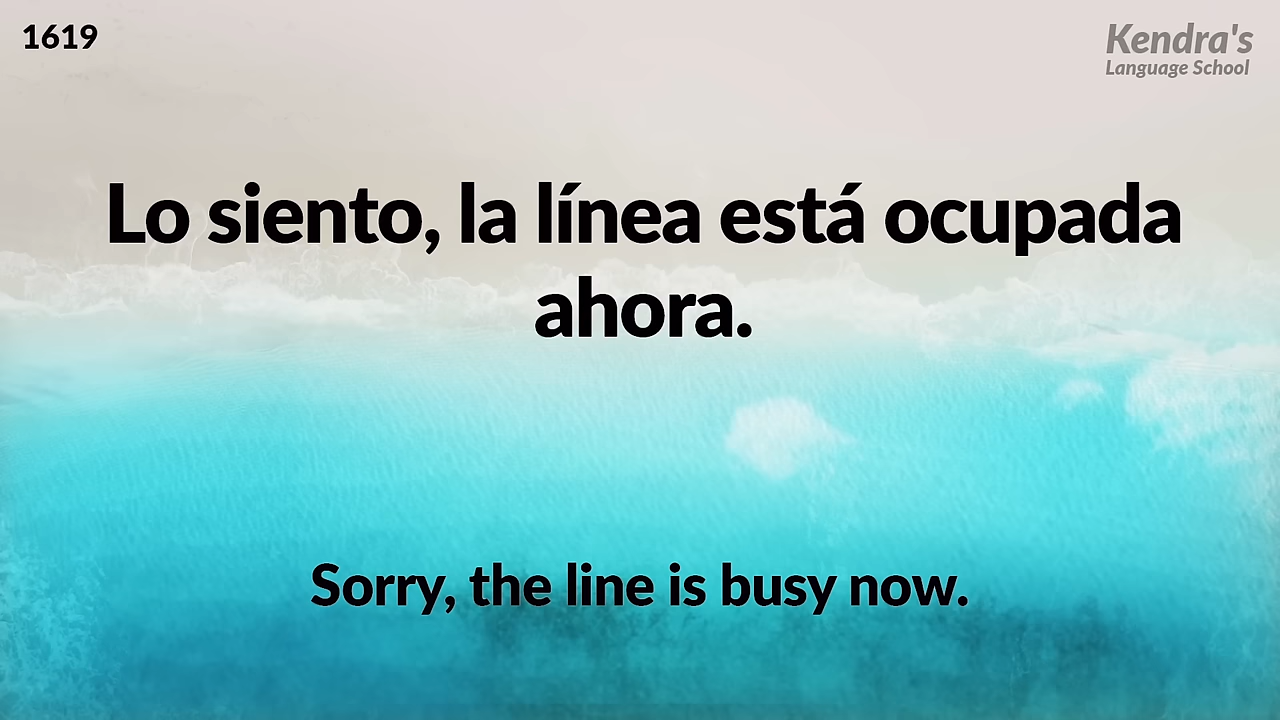 1619
Kendra's
Language School
Lo siento, la línea está ocupada
ahora.
Sorry, the line is busy now.